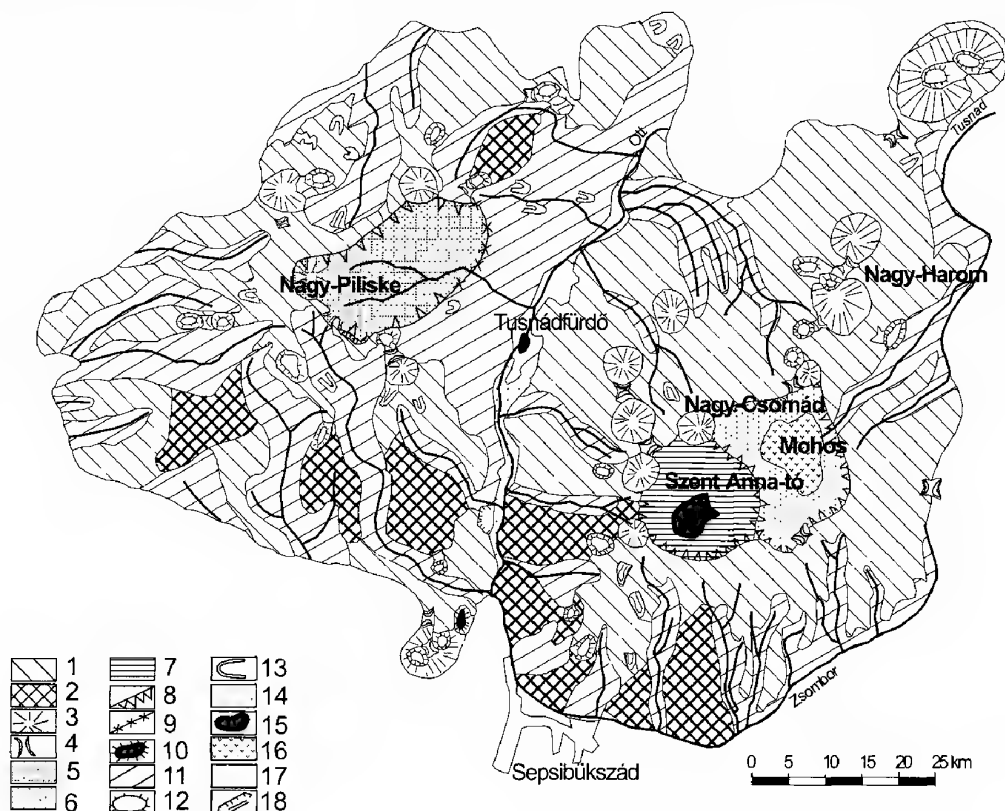 Tusnád
Olt
Nagy-Harom
Nagy-Piliske
Tusnádfürdő
Nagy-Csomád
Mohos
Szent Anna-tó
Zsombor
Sepsibükszád
1 7 13
2 8 14
3 9 15
4 10 16
5 11 17
6 12 18
0 5 10 15 20 25 km